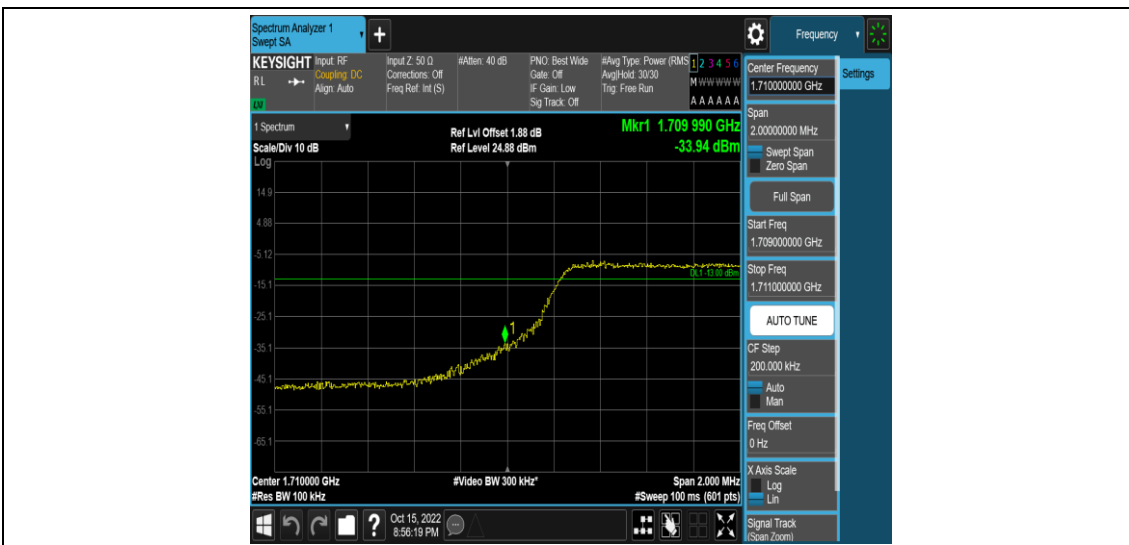 Spectrum Analyzer 1
Swept SA
+
Frequency
KEYSIGHT
RL
Input: RF
Coupling: DC
Align: Auto
Input Z: 50 Ω
Corrections: Off
Freq Ref: Int (S)
#Atten: 40 dB
PNO: Best Wide
Gate: Off
IF Gain: Low
Sig Track: Off
#Avg Type: Power (RMS
Avg|Hold: 30/30
Trig: Free Run
1 2 3 4 5 6
M W W W W W
A A A A A A
1 Spectrum
Scale/Div 10 dB
Log
Ref Lvl Offset 1.88 dB
Ref Level 24.88 dBm
Mkr1 1.709 990 GHz
-33.94 dBm
14.9
4.88
-5.12
-15.1
-25.1
-35.1
-45.1
-55.1
-65.1
DL1 -13.00 dBm
1
Center 1.710000 GHz
#Res BW 100 kHz
#Video BW 300 kHz*
Span 2.000 MHz
#Sweep 100 ms (601 pts)
?
Oct 15, 2022
8:56:19 PM
Center Frequency
1.710000000 GHz
Span
2.00000000 MHz
Swept Span
Zero Span
Full Span
Start Freq
1.709000000 GHz
Stop Freq
1.711000000 GHz
AUTO TUNE
CF Step
200.000 kHz
Auto
Man
Freq Offset
0 Hz
X Axis Scale
Log
Lin
Signal Track
(Span Zoom)
Settings